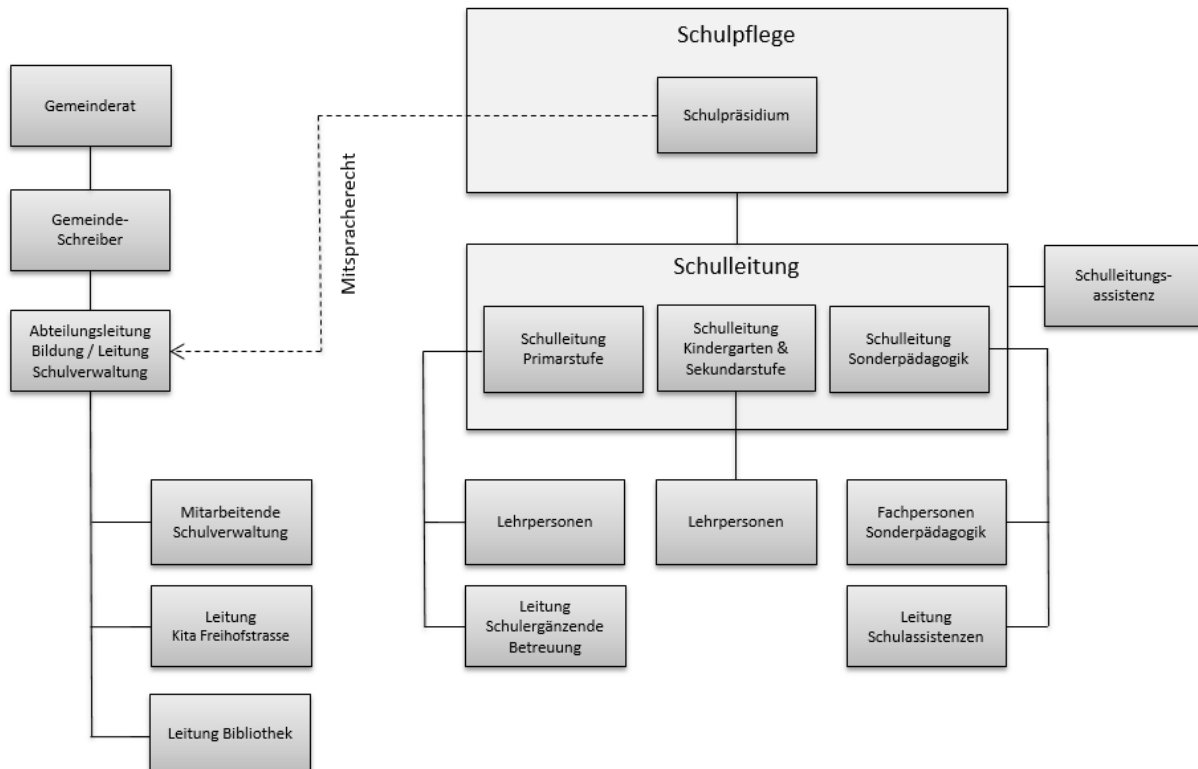 Schulpflege
Schulpräsidium
Gemeinderat
Gemeinde-
Schreiber
Abteilungsleitung
Bildung / Leitung
Schulverwaltung
Mitspracherecht
Schulleitung
Schulleitung
Primarstufe
Schulleitung
Kindergarten &
Sekundarstufe
Schulleitung
Sonderpädagogik
Schulleitungs-
assistenz
Mitarbeitende
Schulverwaltung
Leitung
Kita Freihofstrasse
Leitung Bibliothek
Lehrpersonen
Leitung
Schulergänzende
Betreuung
Lehrpersonen
Fachpersonen
Sonderpädagogik
Leitung
Schulassistenzen